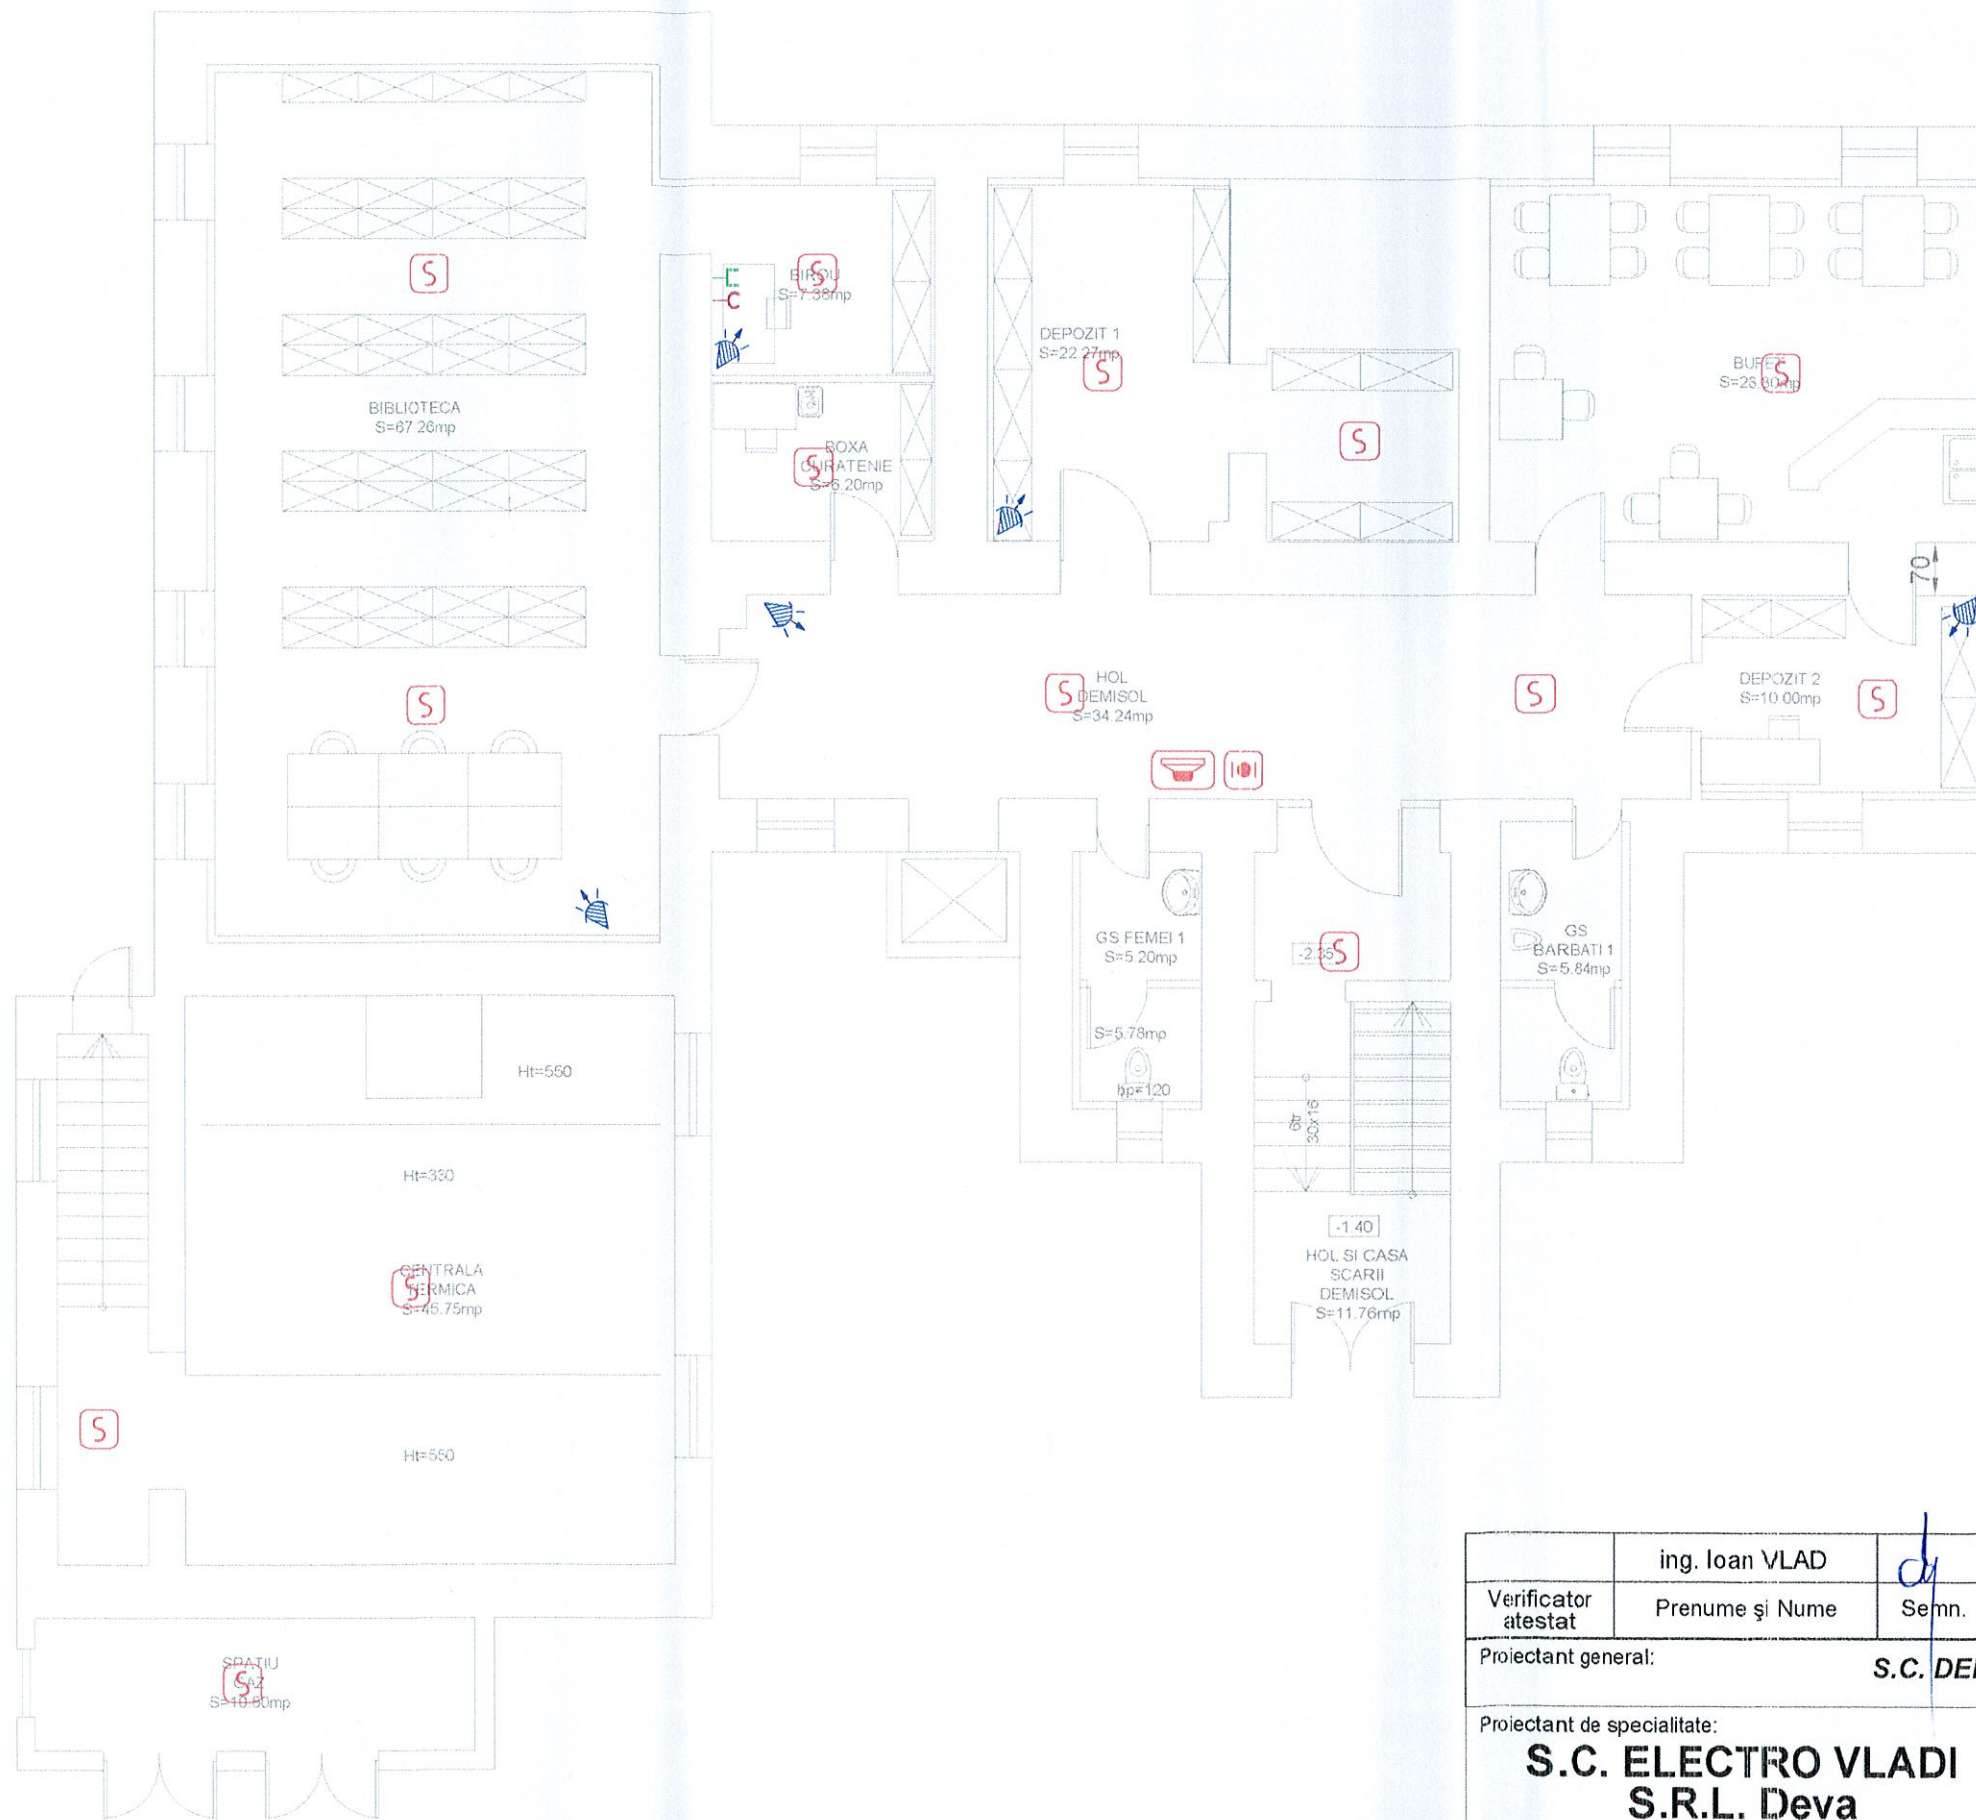 S
BIROU
S=7.38mp
C
S
DEPOZIT 1
S=22.27mp
S
BUFET
S
BIBLIOTECA
S=67.26mp
BOXA
CURATENIE
S=6.20mp
S
S
70
HOL
DEMISOL
S=34.24mp
S
S
DEPOZIT 2
S=10.00mp
S
S
GS FEMEI 1
S=5.20mp
-2.35
S
GS
BARBATI 1
S=5.84mp
S=5.78mp
hp=120
6tr
30x16
Ht=550
Ht=330
-1.40
HOL SI CASA
SCARII
DEMISOL
S=11.76mp
CENTRALA
TERMICA
S=45.75mp
S
S
Ht=550
SPATIU
GAZ
S
ing. Ioan VLAD
Verificator
atestat
Prenume și Nume
Semn.
Proiectant general:
S.C.
Proiectant de specialitate:
S.C. ELECTRO VLADI
S.R.L. Deva